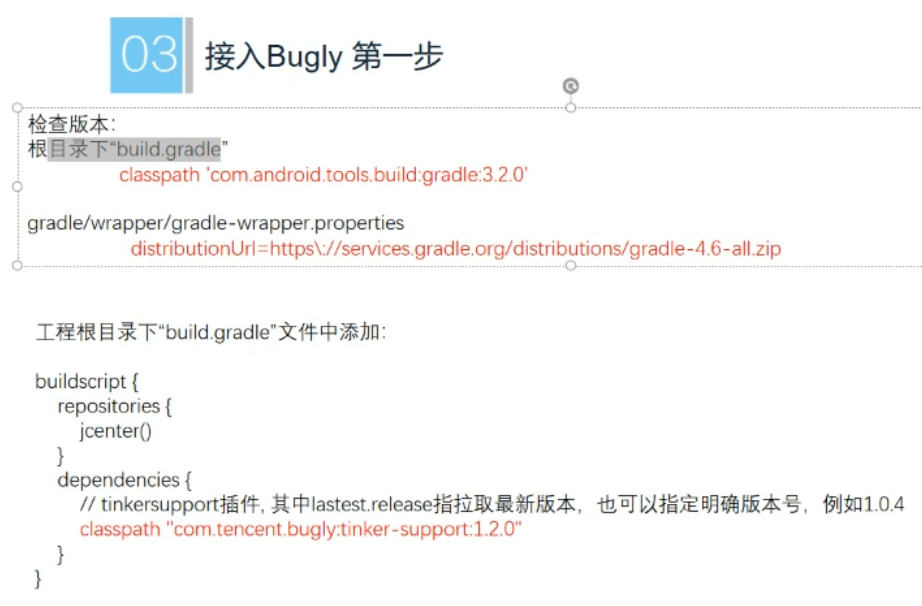 03 接入Bugly 第一步
检查版本：
根目录下“build.gradle”
classpath 'com.android.tools.build:gradle:3.2.0'
gradle/wrapper/gradle-wrapper.properties
distributionUrl=https\://services.gradle.org/distributions/gradle-4.6-all.zip
工程根目录下“build.gradle”文件中添加：
buildscript {
repositories {
jcenter()
}
dependencies {
// tinkersupport插件, 其中lastest.release指拉取最新版本，也可以指定明确版本号，例如1.0.4
classpath "com.tencent.bugly:tinker-support:1.2.0"
}
}